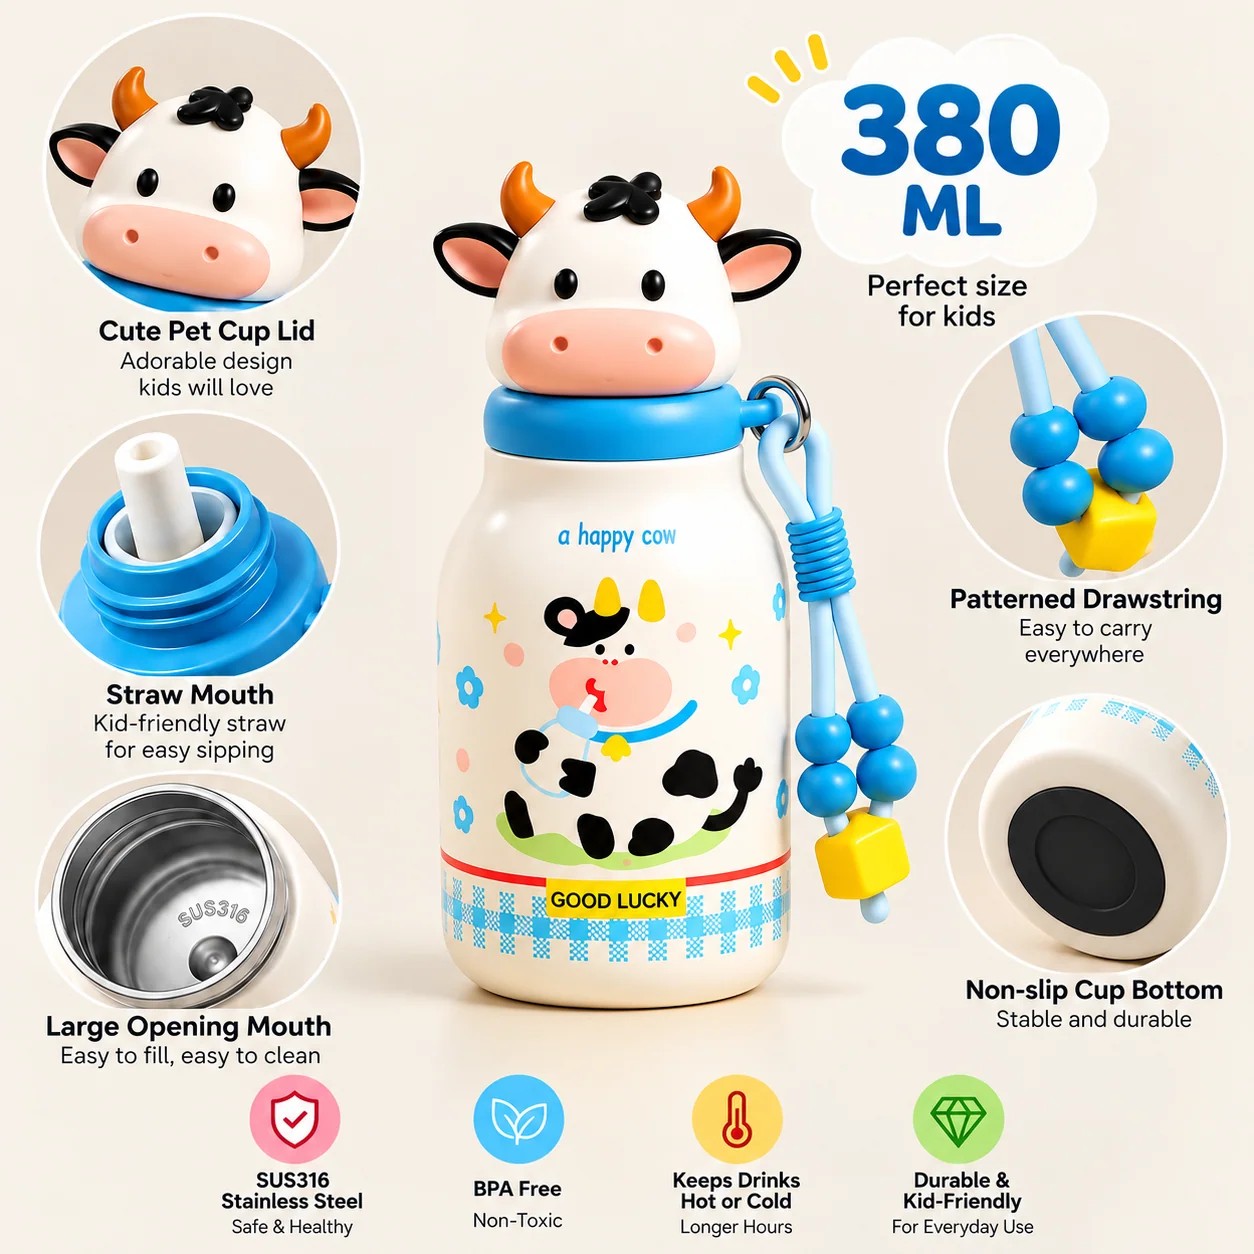 380
ML
Perfect size
for kids
Cute Pet Cup Lid
Adorable design
kids will love
Straw Mouth
Kid-friendly straw
for easy sipping
SUS316
Large Opening Mouth
Easy to fill, easy to clean
a happy cow
GOOD LUCKY
Patterned Drawstring
Easy to carry
everywhere
Non-slip Cup Bottom
Stable and durable
SUS316
Stainless Steel
Safe & Healthy
BPA Free
Non-Toxic
Keeps Drinks
Hot or Cold
Longer Hours
Durable &
Kid-Friendly
For Everyday Use